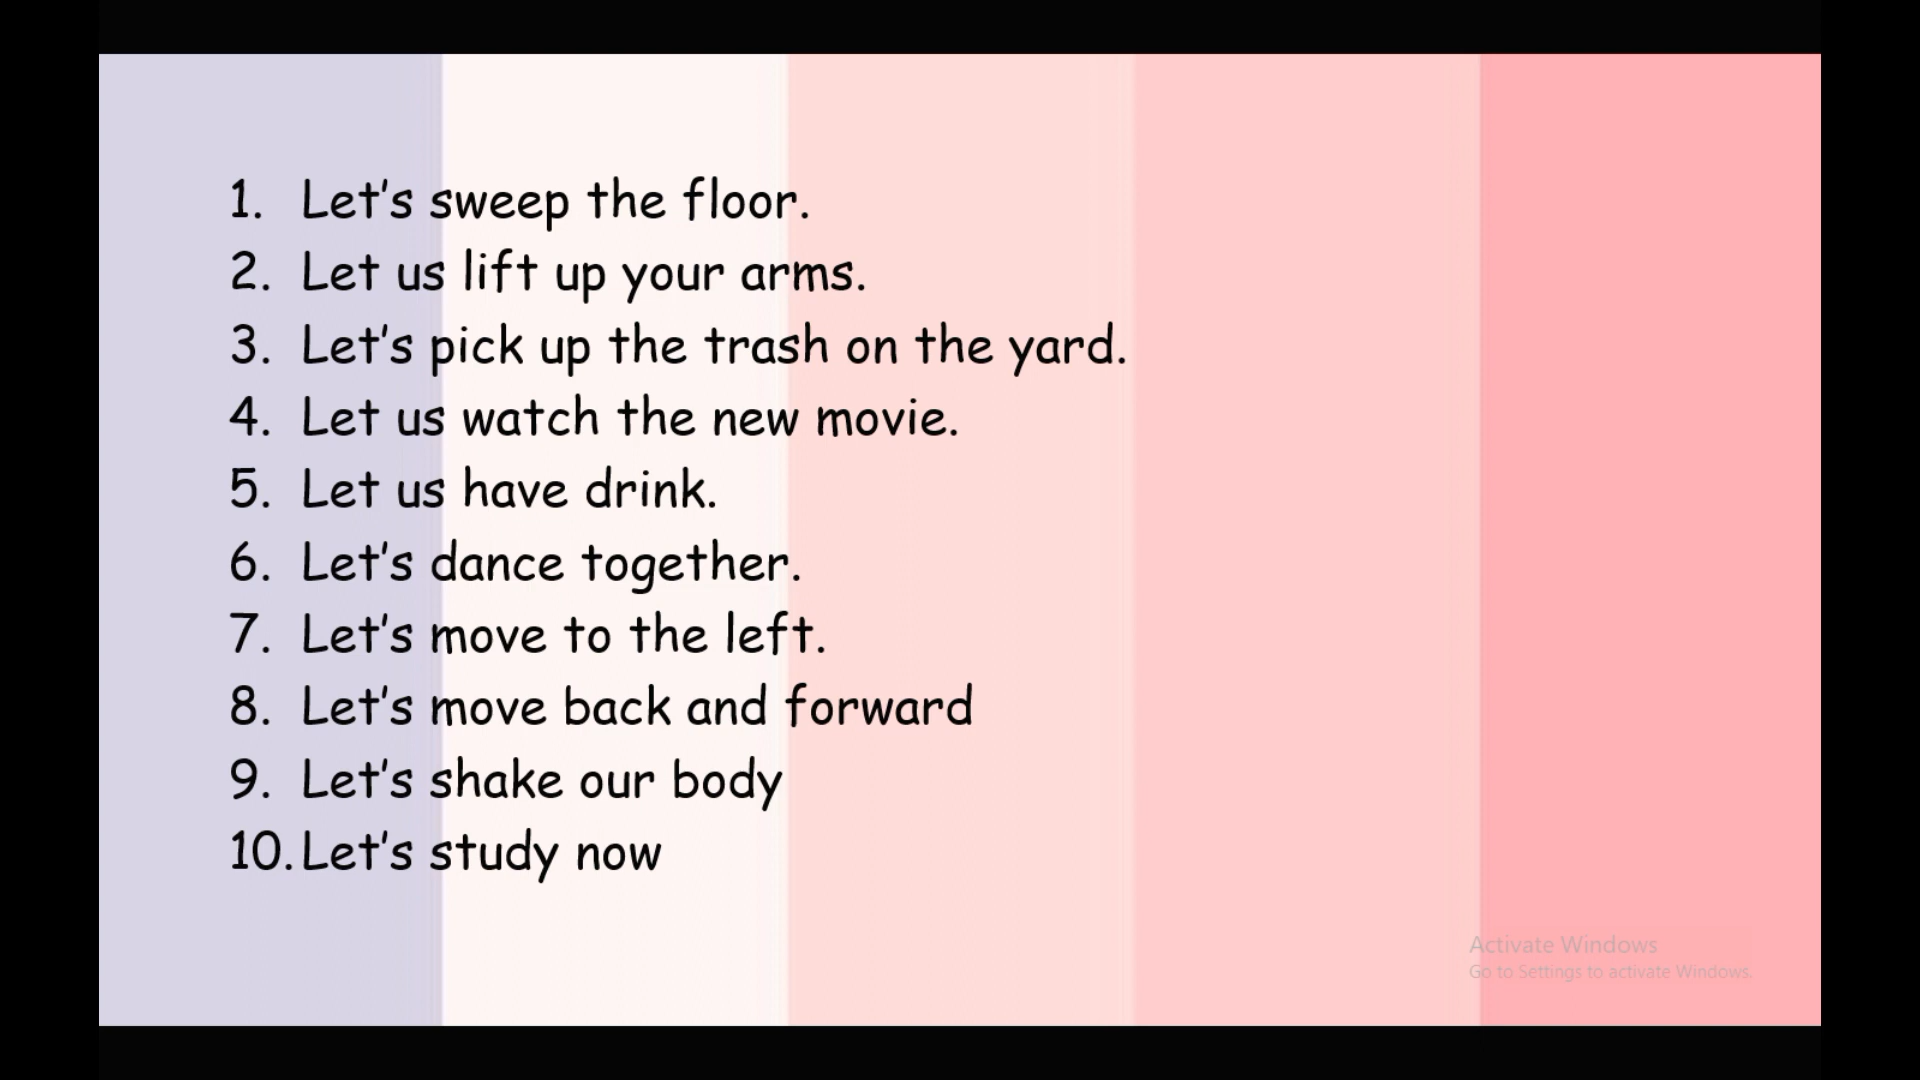 1. Let's sweep the floor.
2. Let us lift up your arms.
3. Let's pick up the trash on the yard.
4. Let us watch the new movie.
5. Let us have drink.
6. Let's dance together.
7. Let's move to the left.
8. Let's move back and forward
9. Let's shake our body
10. Let's study now
Activate Windows
Go to Settings to activate Windows.